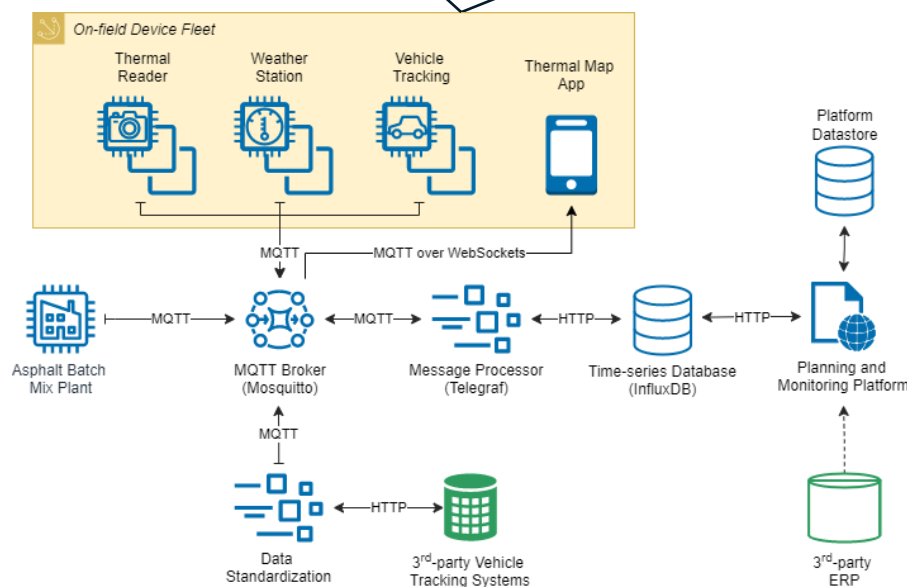 On-field Device Fleet
Thermal
Reader
Weather
Station
Vehicle
Tracking
Thermal Map
App
Platform
Datastore
MQTT
MQTT over WebSockets
MQTT
MQTT
HTTP
HTTP
Asphalt Batch
Mix Plant
MQTT Broker
(Mosquitto)
Message Processor
(Telegraf)
Time-series Database
(InfluxDB)
Planning and
Monitoring Platform
MQTT
HTTP
Data
Standardization
3rd-party Vehicle
Tracking Systems
3rd-party
ERP